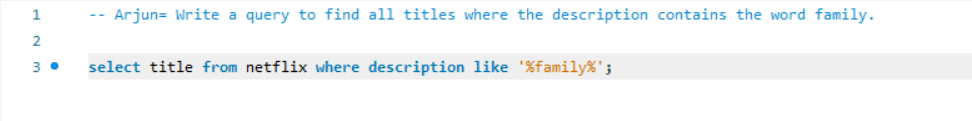 1 -- Arjun= Write a query to find all titles where the description contains the word family.
2
3 select title from netflix where description like '%family%';